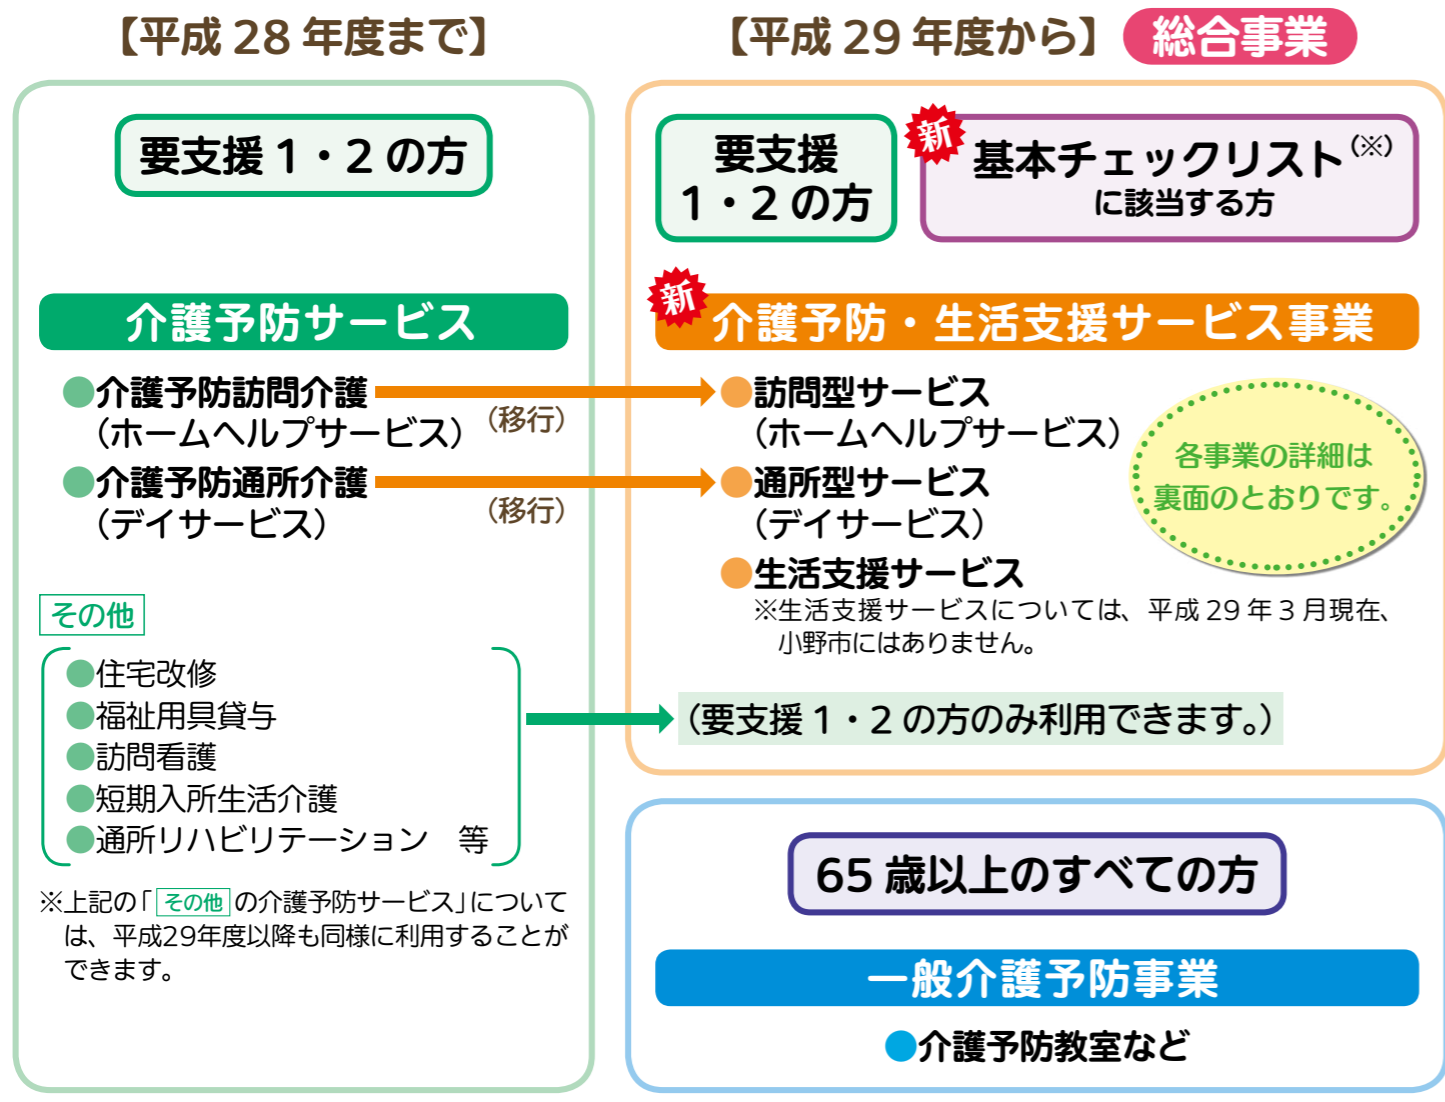 【平成 28 年度まで】
要支援 1・2 の方
介護予防サービス
●介護予防訪問介護
（ホームヘルプサービス）
（移行）
●介護予防通所介護
（デイサービス）
（移行）
その他
●住宅改修
●福祉用具貸与
●訪問看護
●短期入所生活介護
●通所リハビリテーション　等
※上記の「その他の介護予防サービス」について
は、平成29年度以降も同様に利用することが
できます。
【平成 29 年度から】 総合事業
要支援
1・2 の方
新
基本チェックリスト（※）
に該当する方
新
介護予防・生活支援サービス事業
●訪問型サービス
（ホームヘルプサービス）
●通所型サービス
（デイサービス）
●生活支援サービス
※生活支援サービスについては、平成 29 年 3 月現在、
小野市にはありません。
各事業の詳細は
裏面のとおりです。
（要支援 1・2 の方のみ利用できます。）
65 歳以上のすべての方
一般介護予防事業
●介護予防教室など